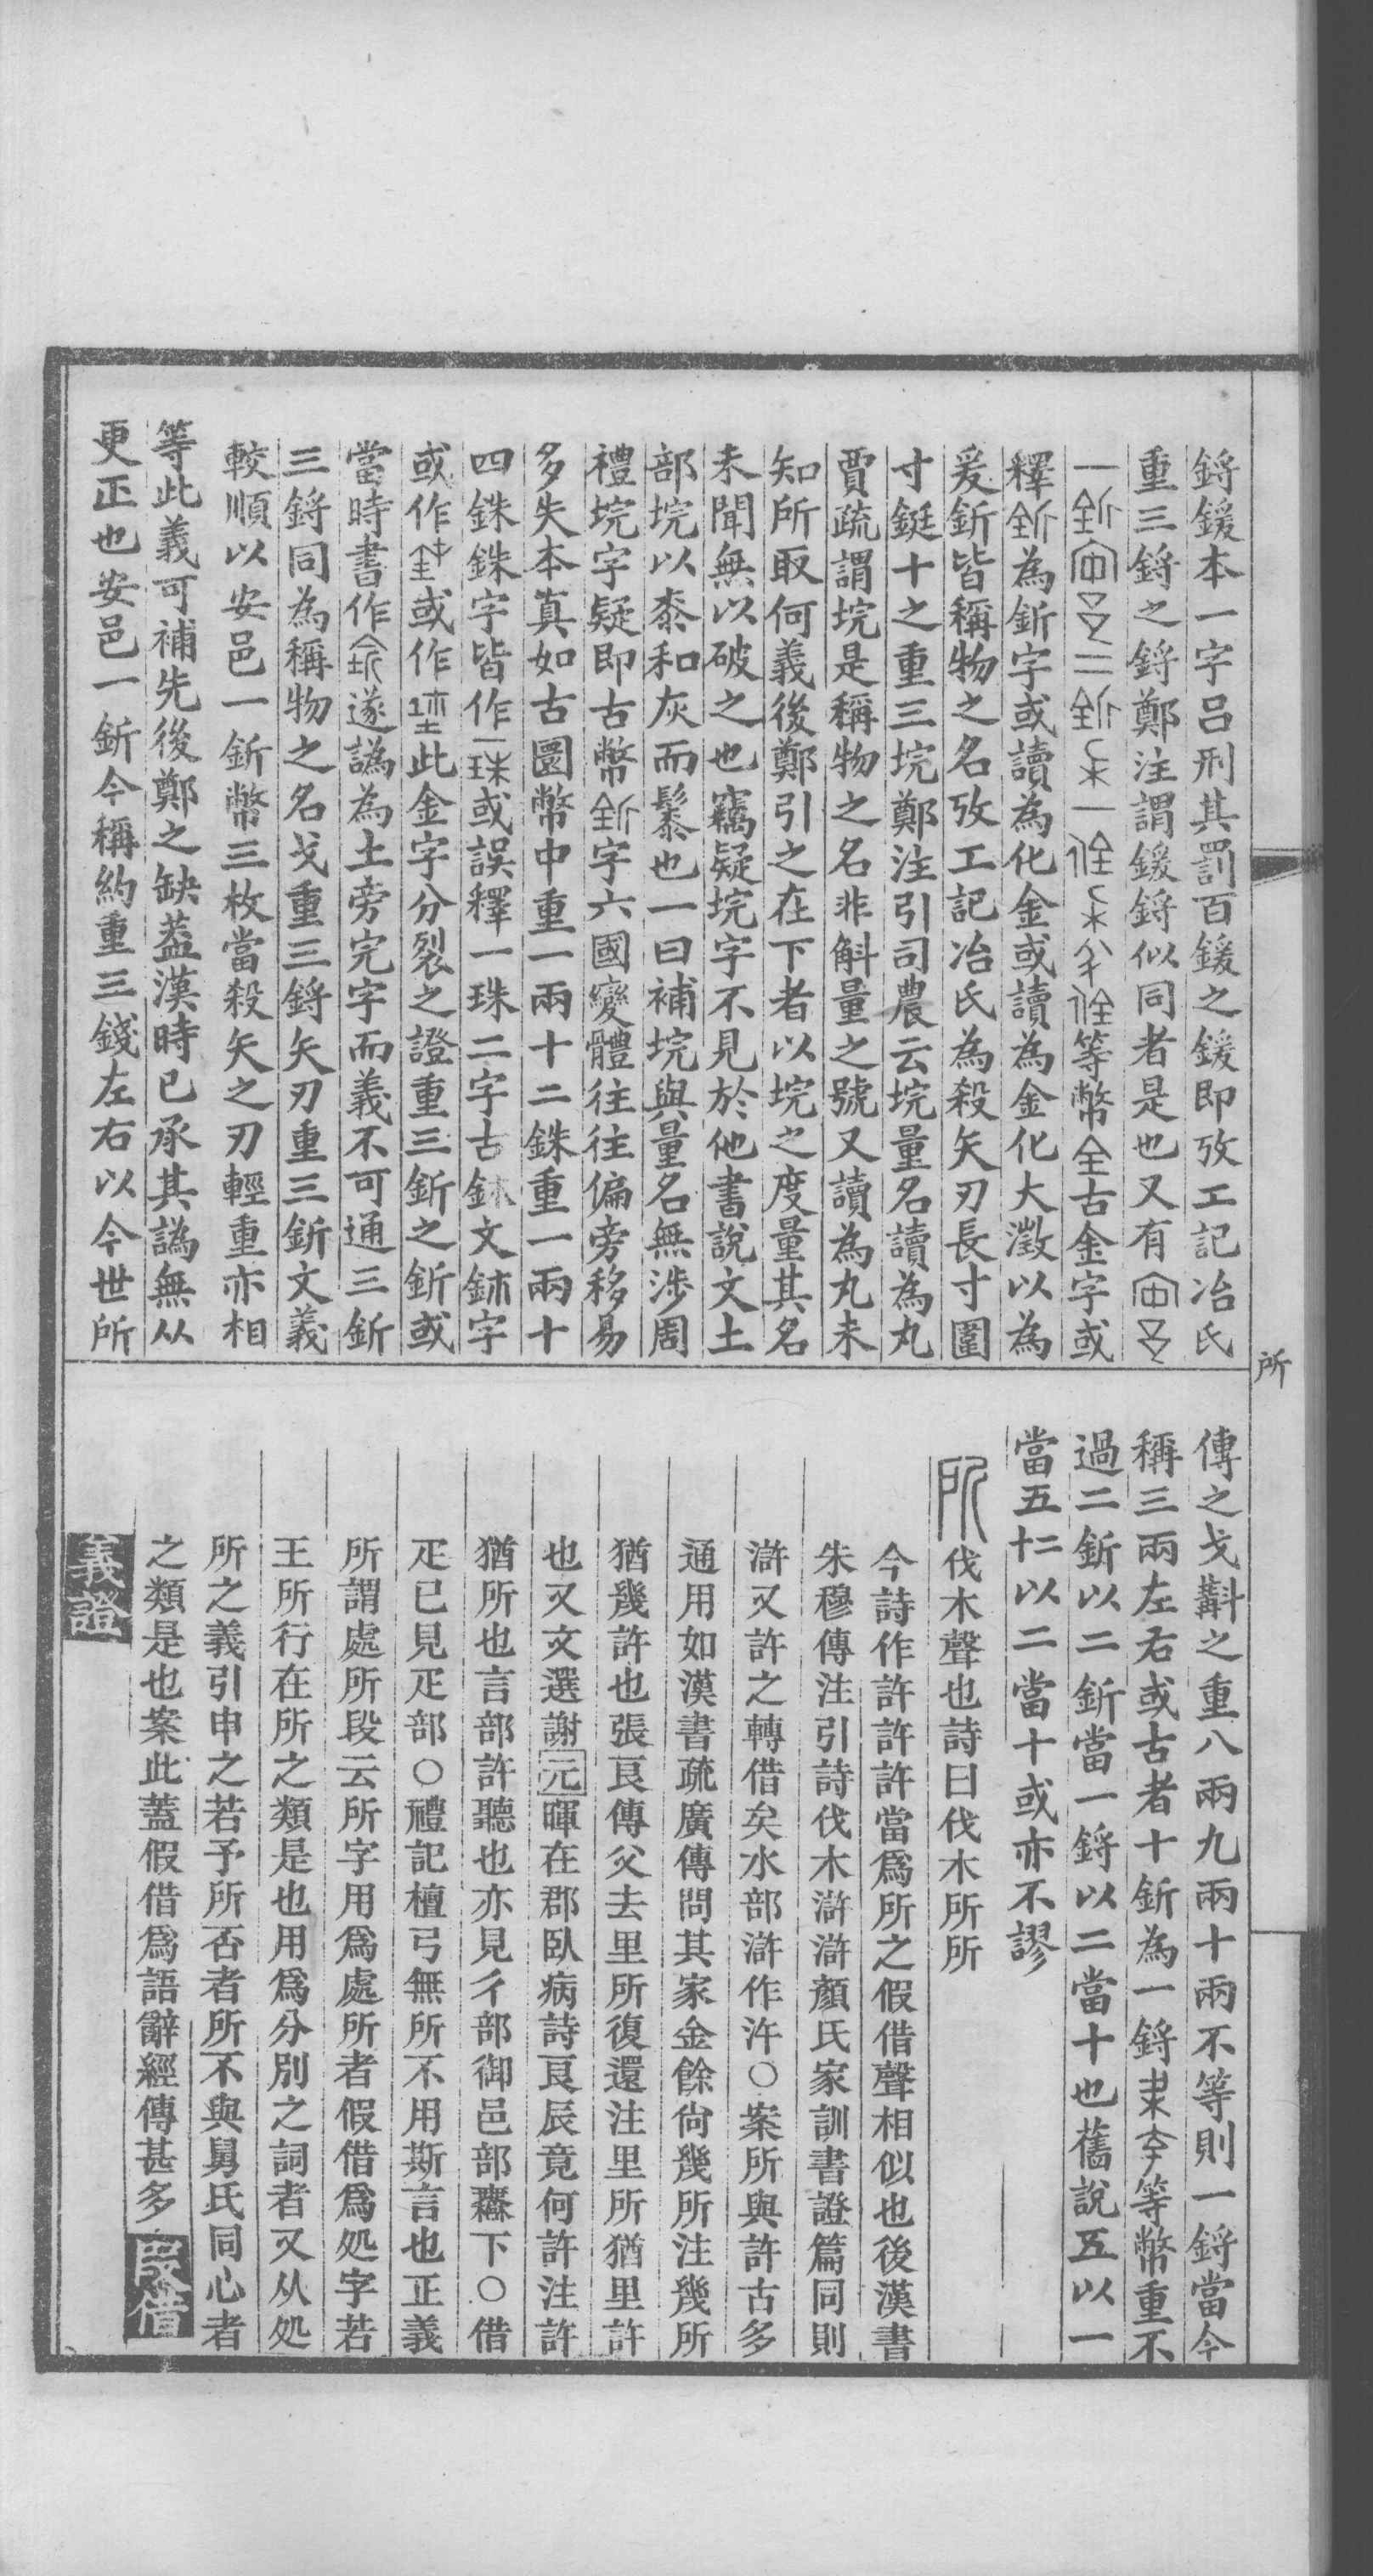 鋝鍰本一字呂刑其罰百鍰之鍰即攷工記冶氏
重三鋝之鋝鄭注謂鍰鋝似同者是也又有
一釿二釿一等幣全古金字或
釋釿為釿字或讀為化金或讀為金化大澂以為
爰釿皆稱物之名攷工記冶氏為殺矢刃長寸圍
寸鋌十之重三垸鄭注引司農云垸量名讀為丸
賈疏謂垸是稱物之名非斛量之號又讀為丸未
知所取何義後鄭引之在下者以垸之度量其名
未聞無以破之也竊疑垸字不見於他書說文土
部垸以桼和灰而髹也一曰補垸與量名無涉周
禮垸字疑即古幣釿字六國變體往往偏旁移易
多失本真如古圜幣中重一兩十二銖重一兩十
四銖銖字皆作或誤釋一珠二字古鉥文鉥字
或作或作此金字分裂之證重三釿之釿或
當時書作遂譌為土旁完字而義不可通三釿
三鋝同為稱物之名戈重三鋝矢刃重三釿文義
較順以安邑一釿幣三枚當殺矢之刃輕重亦相
等此義可補先後鄭之缺葢漢時已承其譌無从
更正也安邑一釿今稱約重三錢左右以今世所
所
傳之戈斠之重八兩九兩十兩不等則一鋝當今
稱三兩左右或古者十釿為一鋝等幣重不
過二釿以二釿當一鋝以二當十也舊說五以一
當五十二以二當十或亦不謬
所伐木聲也詩曰伐木所所
今詩作許許許當爲所之假借聲相似也後漢書
朱穆傳注引詩伐木滸滸顏氏家訓書證篇同則
滸又許之轉借矣水部滸作汻○案所與許古多
通用如漢書疏廣傳問其家金餘尙幾所注幾所
猶幾許也張良傳父去里所復還注里所猶里許
也又文選謝元暉在郡臥病詩良辰竟何許注許
猶所也言部許聽也亦見彳部御邑部鄦下○借
疋已見疋部○禮記檀弓無所不用斯言也正義
所謂處所段云所字用爲處所者假借爲処字若
王所行在所之類是也用爲分別之詞者又从処
所之義引申之若予所否者所不與舅氏同心者
之類是也案此蓋假借爲語辭經傳甚多段借
義證